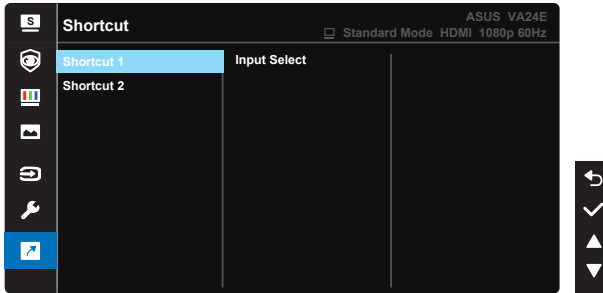 S
Shortcut
ASUS VA24E
Standard Mode HDMI 1080p 60Hz
Shortcut 1
Input Select
Shortcut 2